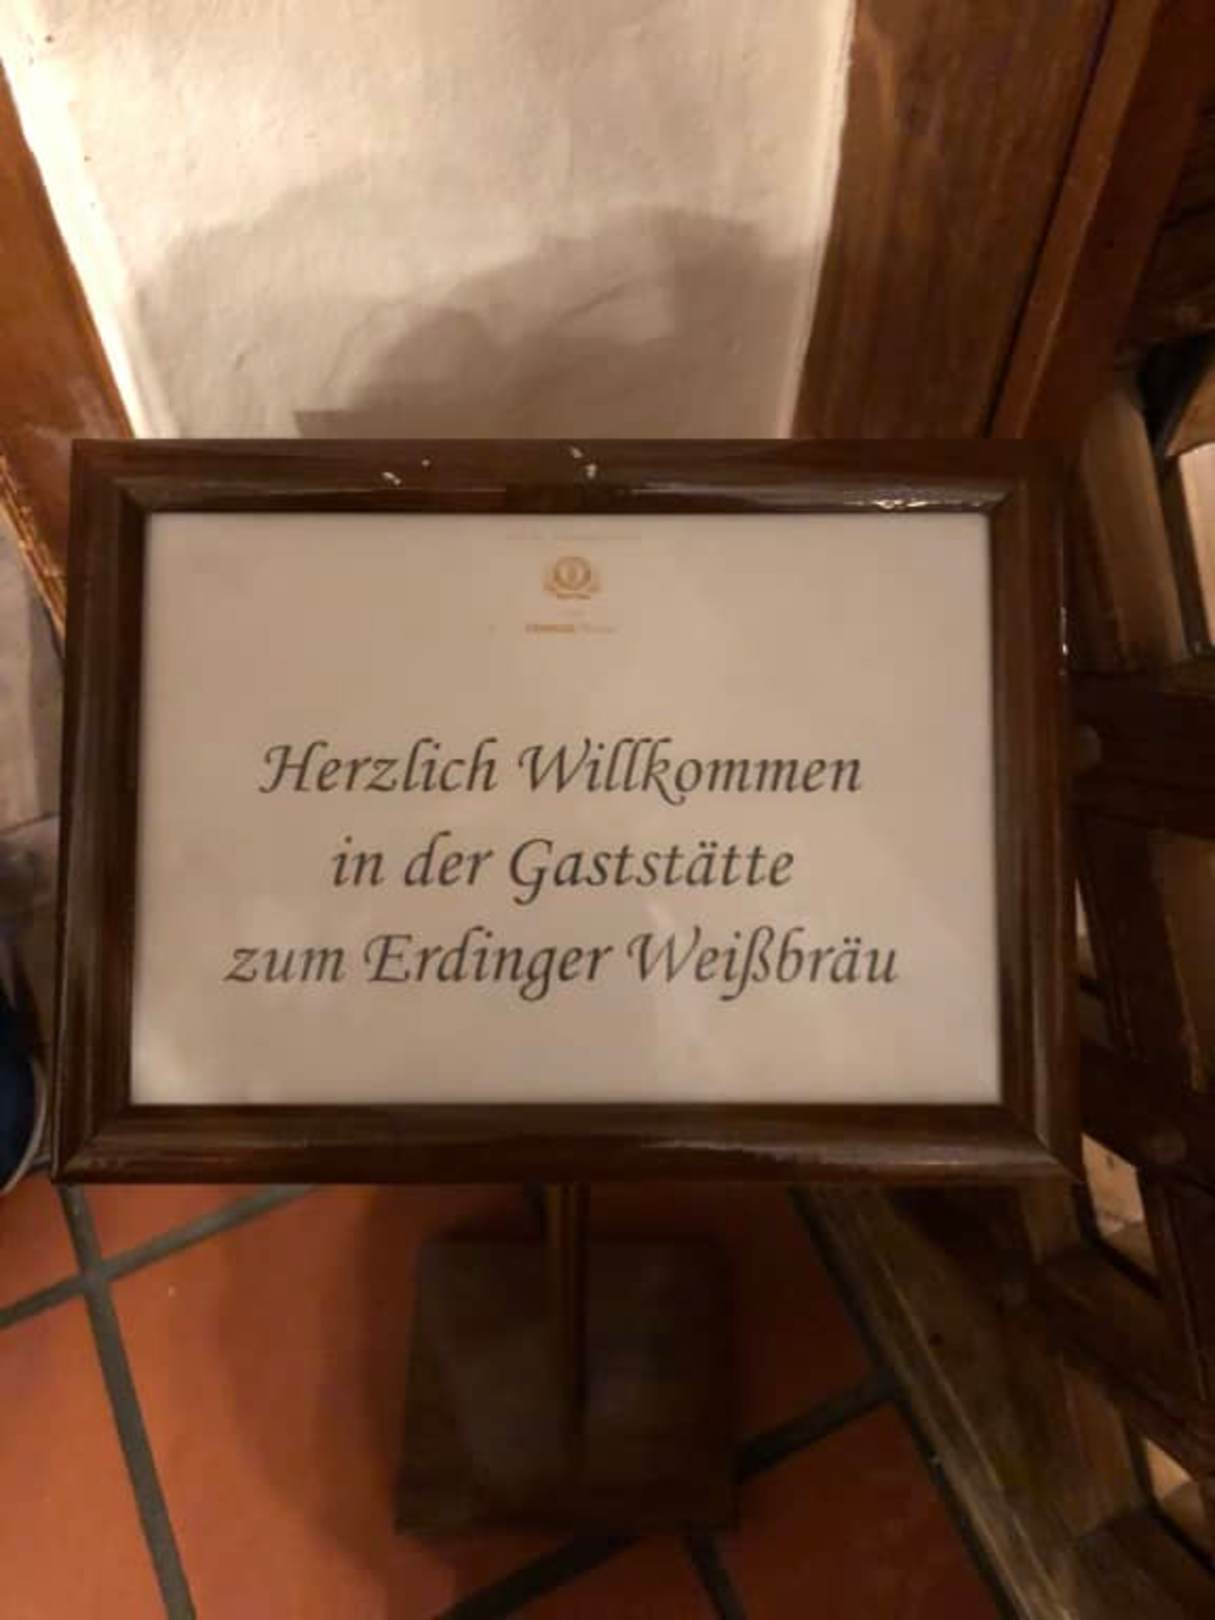 Herzlich Willkommen
in der Gaststätte
zum Erdinger Weißbräu